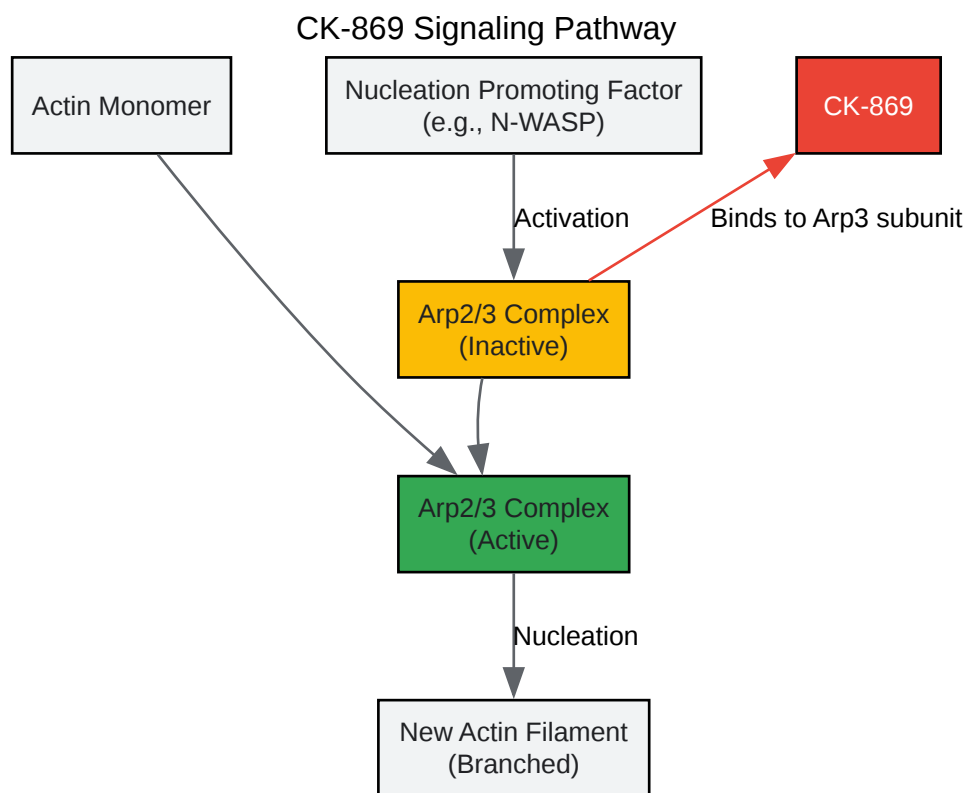 CK-869 Signaling Pathway
Actin Monomer
Nucleation Promoting Factor
(e.g., N-WASP)
CK-869
Activation
Binds to Arp3 subunit
Arp2/3 Complex
(Inactive)
Arp2/3 Complex
(Active)
Nucleation
New Actin Filament
(Branched)